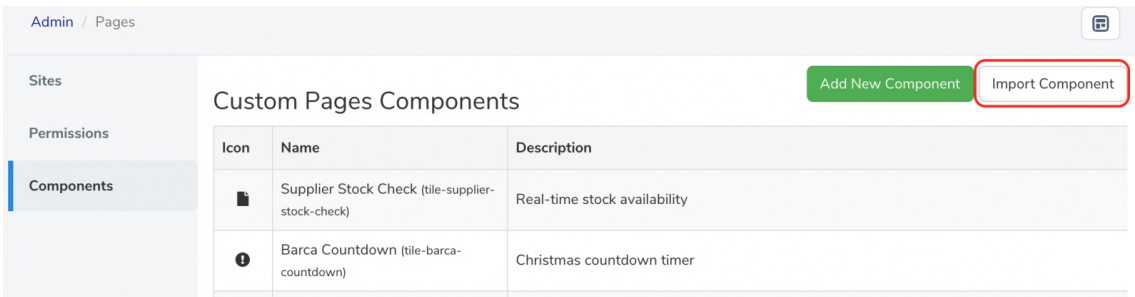 Admin / Pages
Sites
Permissions
Components
Add New Component
Import Component
Custom Pages Components
Icon Name Description
Supplier Stock Check (tile-supplier-
stock-check)
Real-time stock availability
Barca Countdown (tile-barca-
countdown)
Christmas countdown timer